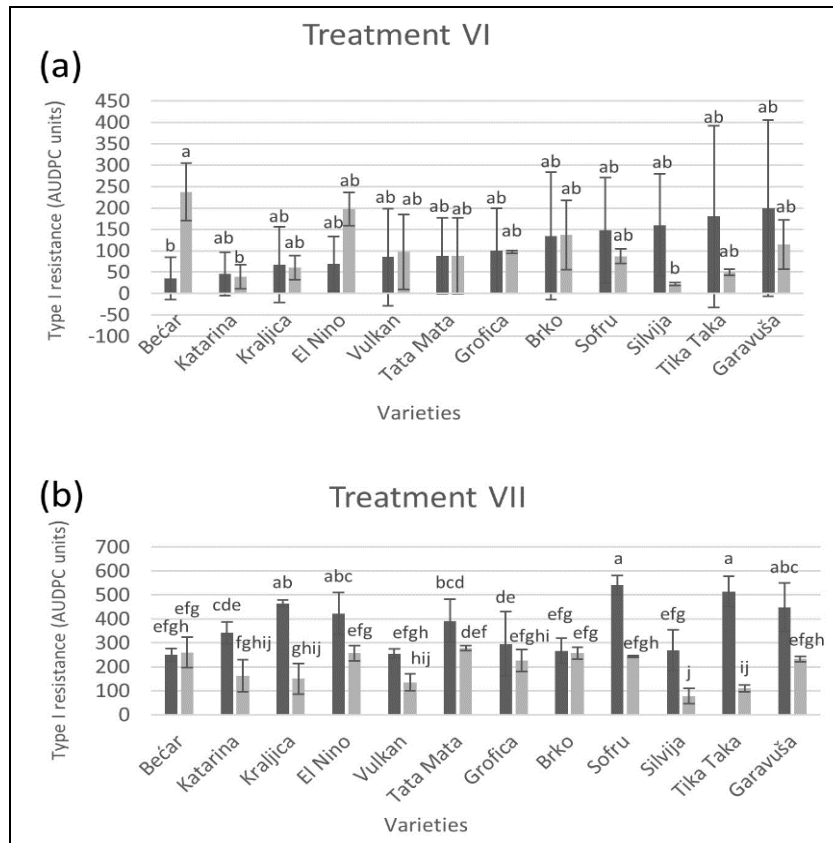 Treatment VI
(a)
Type I resistance (AUDPC units)
450
400
350
300
250
200
150
100
50
0
-50
-100
b a
ab b
ab ab
ab ab
ab ab
ab ab
ab ab
ab ab
ab ab
ab b
ab ab
ab ab
Bećar
Katarina
Kraljica
El Nino
Vulkan
Tata Mata
Grofica
Brko
Sofru
Silvija
Tika Taka
Garavuša
Varieties
(b)
Treatment VII
Type I resistance (AUDPC units)
700
600
500
400
300
200
100
0
efgh efg
cde fghij
ab ghij
abc efg
efgh hij
bcd def
de efghi
efg efg
a efgh
efg j
a ij
abc efgh
Bećar
Katarina
Kraljica
El Nino
Vulkan
Tata Mata
Grofica
Brko
Sofru
Silvija
Tika Taka
Garavuša
Varieties